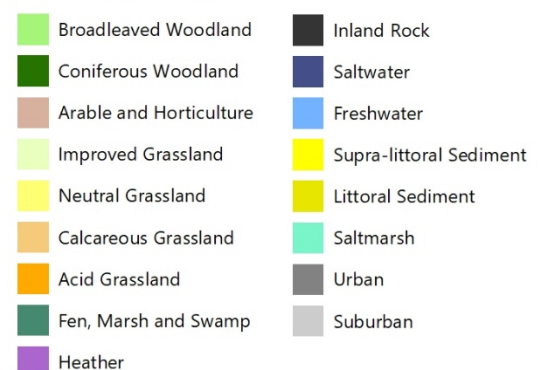 Broadleaved Woodland
Coniferous Woodland
Arable and Horticulture
Improved Grassland
Neutral Grassland
Calcareous Grassland
Acid Grassland
Fen, Marsh and Swamp
Heather
Inland Rock
Saltwater
Freshwater
Supra-littoral Sediment
Littoral Sediment
Saltmarsh
Urban
Suburban